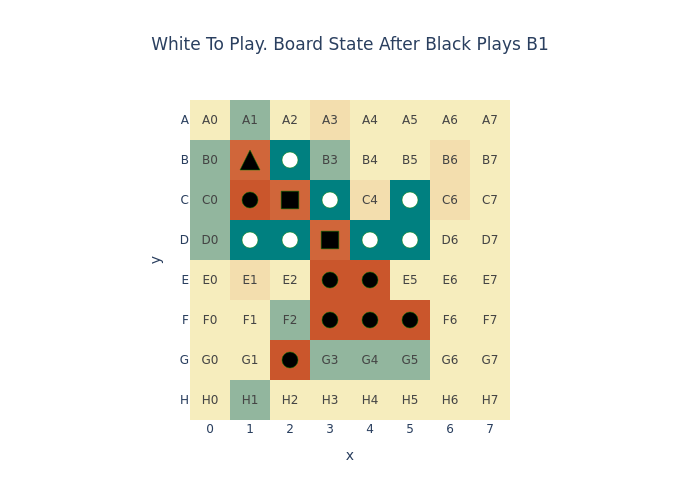 White To Play. Board State After Black Plays B1
A A0 A1 A2 A3 A4 A5 A6 A7
B B0 B3 B4 B5 B6 B7
C C0 C4 C6 C7
D D0 D6 D7
y
E E0 E1 E2 E5 E6 E7
F F0 F1 F2 F6 F7
G G0 G1 G3 G4 G5 G6 G7
H H0 H1 H2 H3 H4 H5 H6 H7
0 1 2 3 4 5 6 7
x